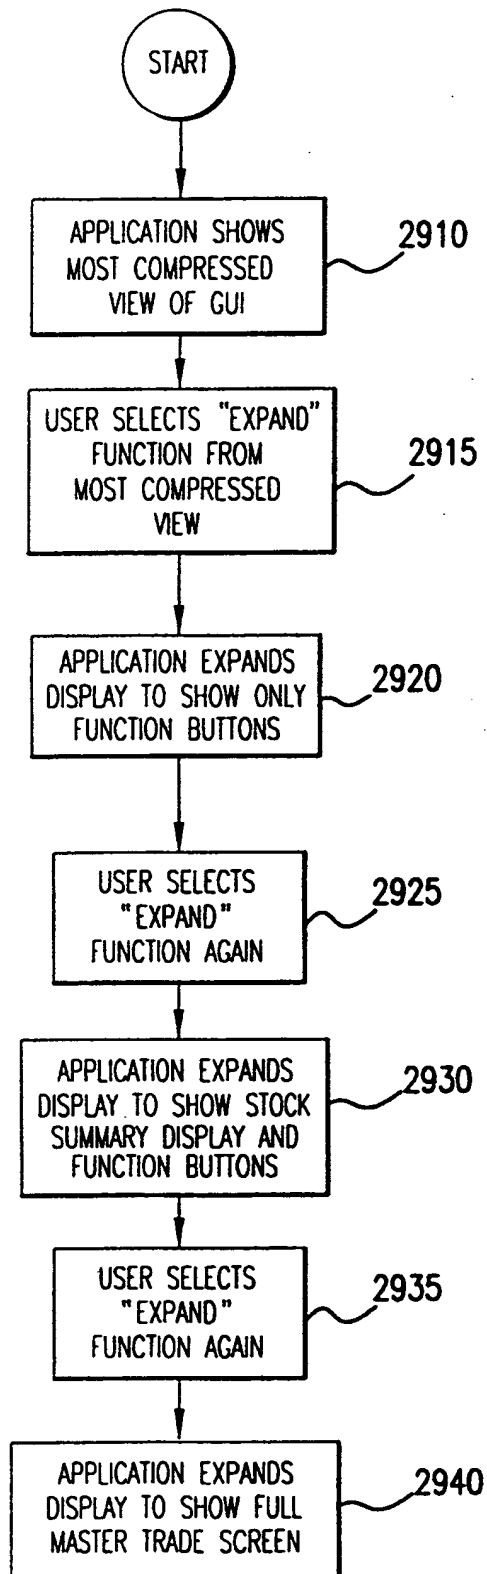 START
APPLICATION SHOWS
MOST COMPRESSED
VIEW OF GUI
2910
USER SELECTS "EXPAND"
FUNCTION FROM
MOST COMPRESSED
VIEW
2915
APPLICATION EXPANDS
DISPLAY TO SHOW ONLY
FUNCTION BUTTONS
2920
USER SELECTS
"EXPAND"
FUNCTION AGAIN
2925
APPLICATION EXPANDS
DISPLAY TO SHOW STOCK
SUMMARY DISPLAY AND
FUNCTION BUTTONS
2930
USER SELECTS
"EXPAND"
FUNCTION AGAIN
2935
APPLICATION EXPANDS
DISPLAY TO SHOW FULL
MASTER TRADE SCREEN
2940